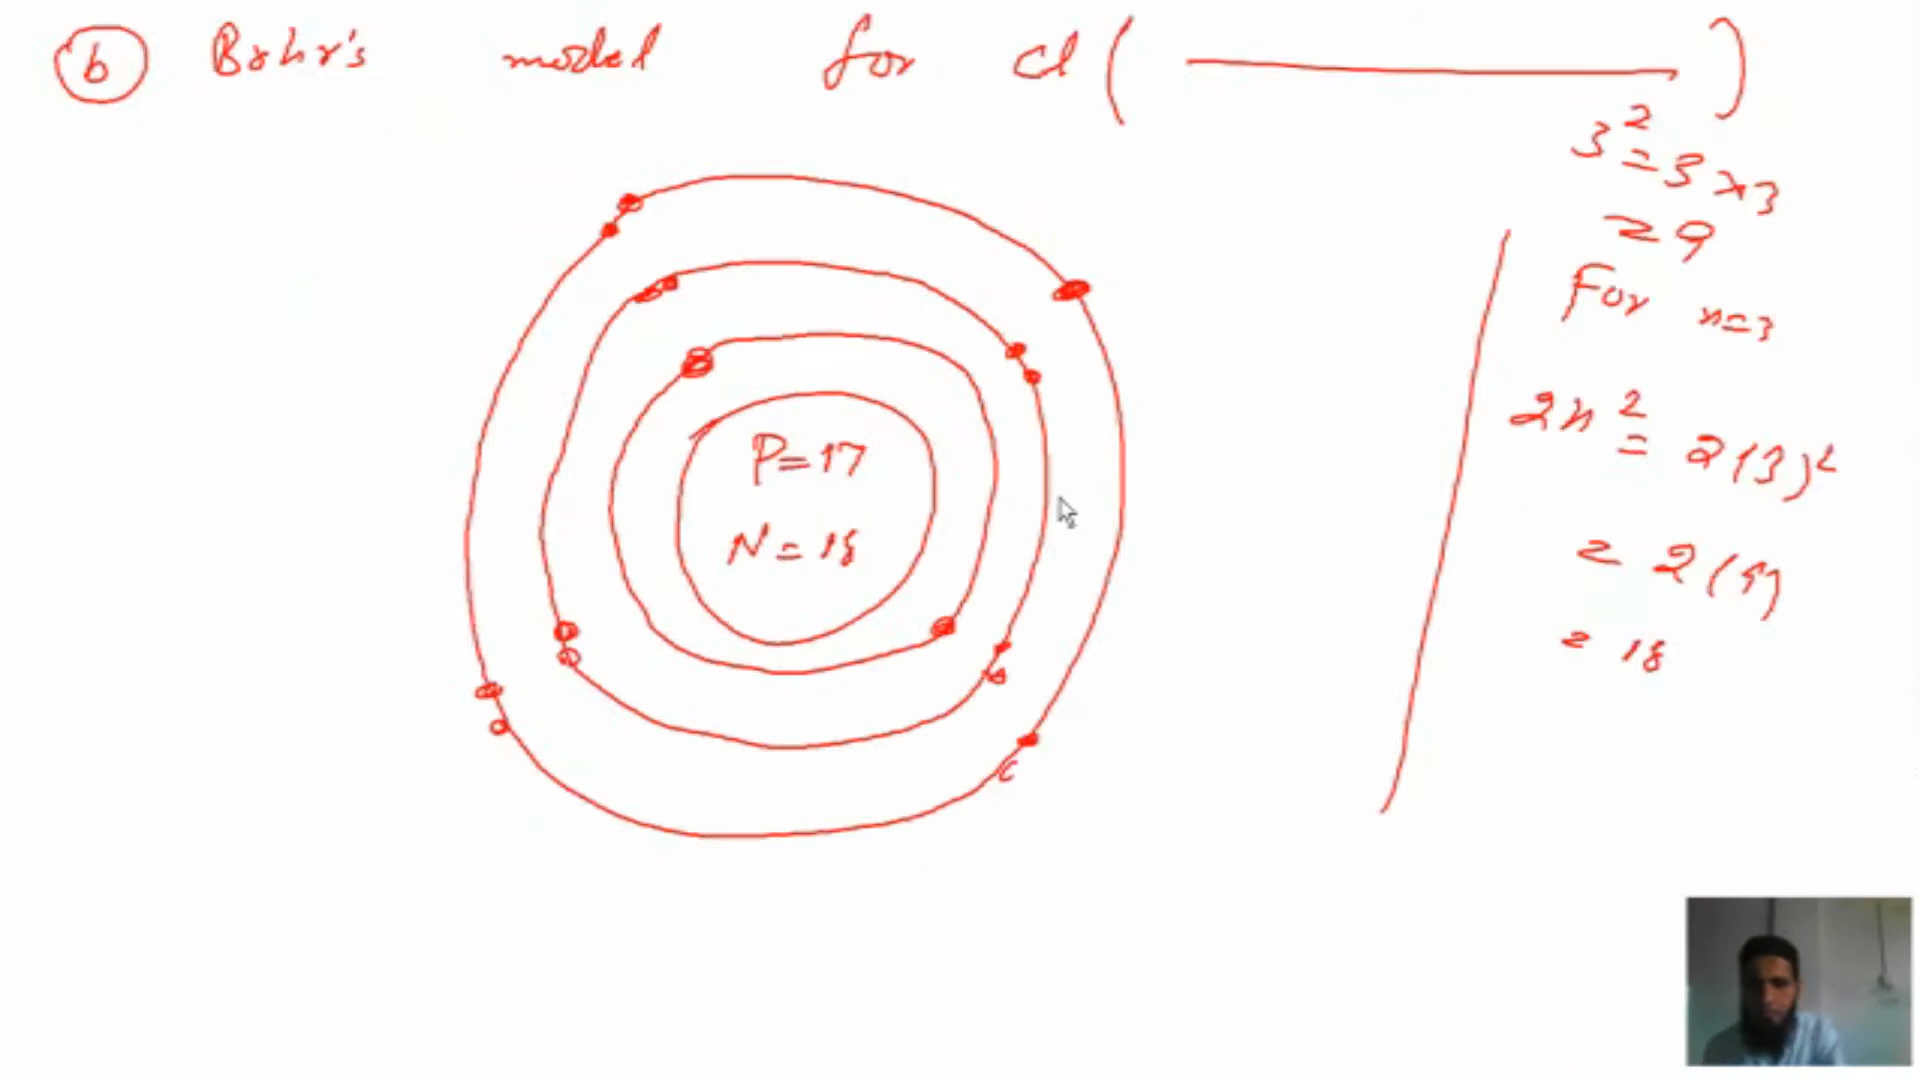 b Bohr's model for Cl ( )
P=17
N=18
3²=3×3
=9
For n=3
2n²=2(3)²
=2(9)
=18